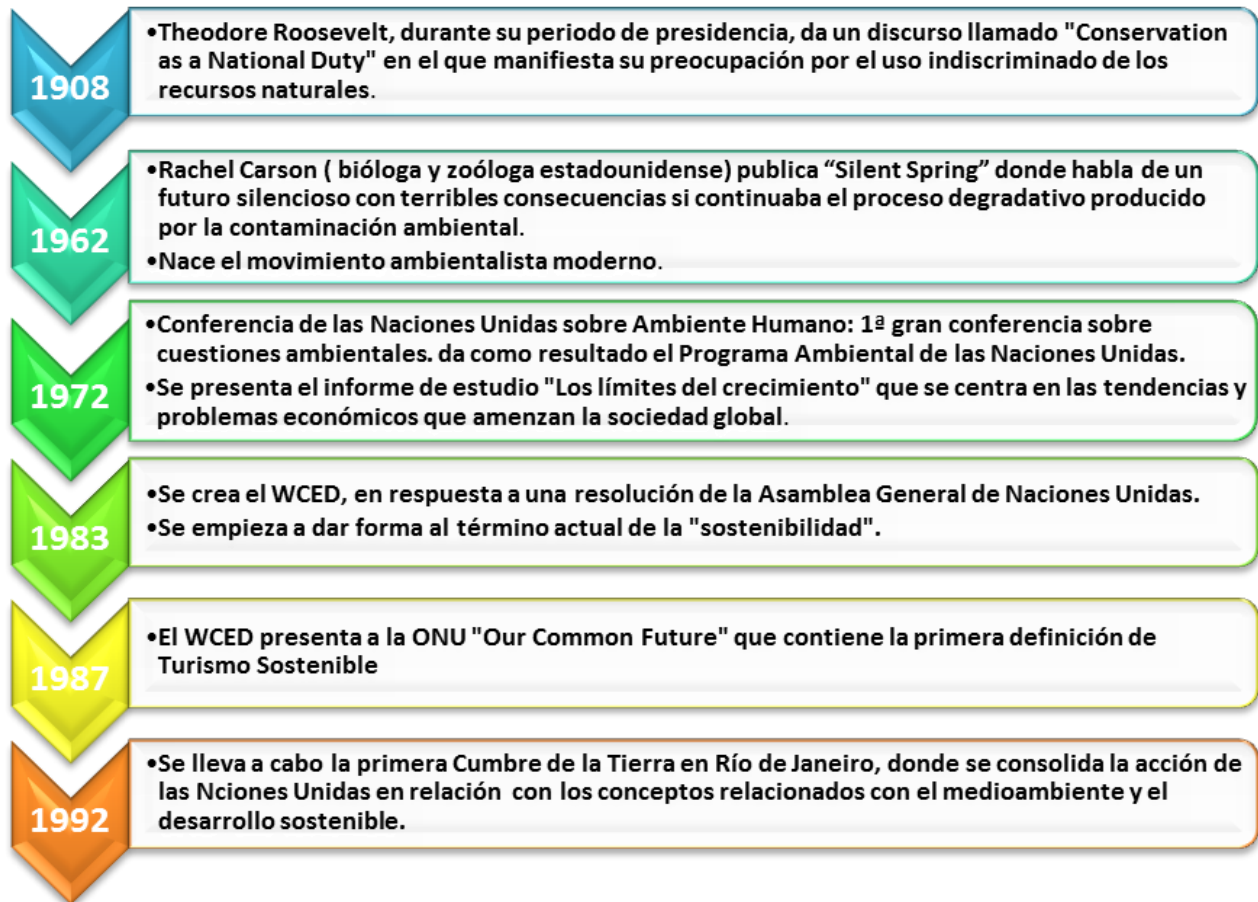 1908
•Theodore Roosevelt, durante su periodo de presidencia, da un discurso llamado "Conservation
as a National Duty" en el que manifiesta su preocupación por el uso indiscriminado de los
recursos naturales.
1962
•Rachel Carson ( bióloga y zoóloga estadounidense) publica “Silent Spring” donde habla de un
futuro silencioso con terribles consecuencias si continuaba el proceso degradativo producido
por la contaminación ambiental.
•Nace el movimiento ambientalista moderno.
1972
•Conferencia de las Naciones Unidas sobre Ambiente Humano: 1ª gran conferencia sobre
cuestiones ambientales. da como resultado el Programa Ambiental de las Naciones Unidas.
•Se presenta el informe de estudio "Los límites del crecimiento" que se centra en las tendencias y
problemas económicos que amenzan la sociedad global.
1983
•Se crea el WCED, en respuesta a una resolución de la Asamblea General de Naciones Unidas.
•Se empieza a dar forma al término actual de la "sostenibilidad".
1987
•El WCED presenta a la ONU "Our Common Future" que contiene la primera definición de
Turismo Sostenible
1992
•Se lleva a cabo la primera Cumbre de la Tierra en Río de Janeiro, donde se consolida la acción de
las Nciones Unidas en relación con los conceptos relacionados con el medioambiente y el
desarrollo sostenible.